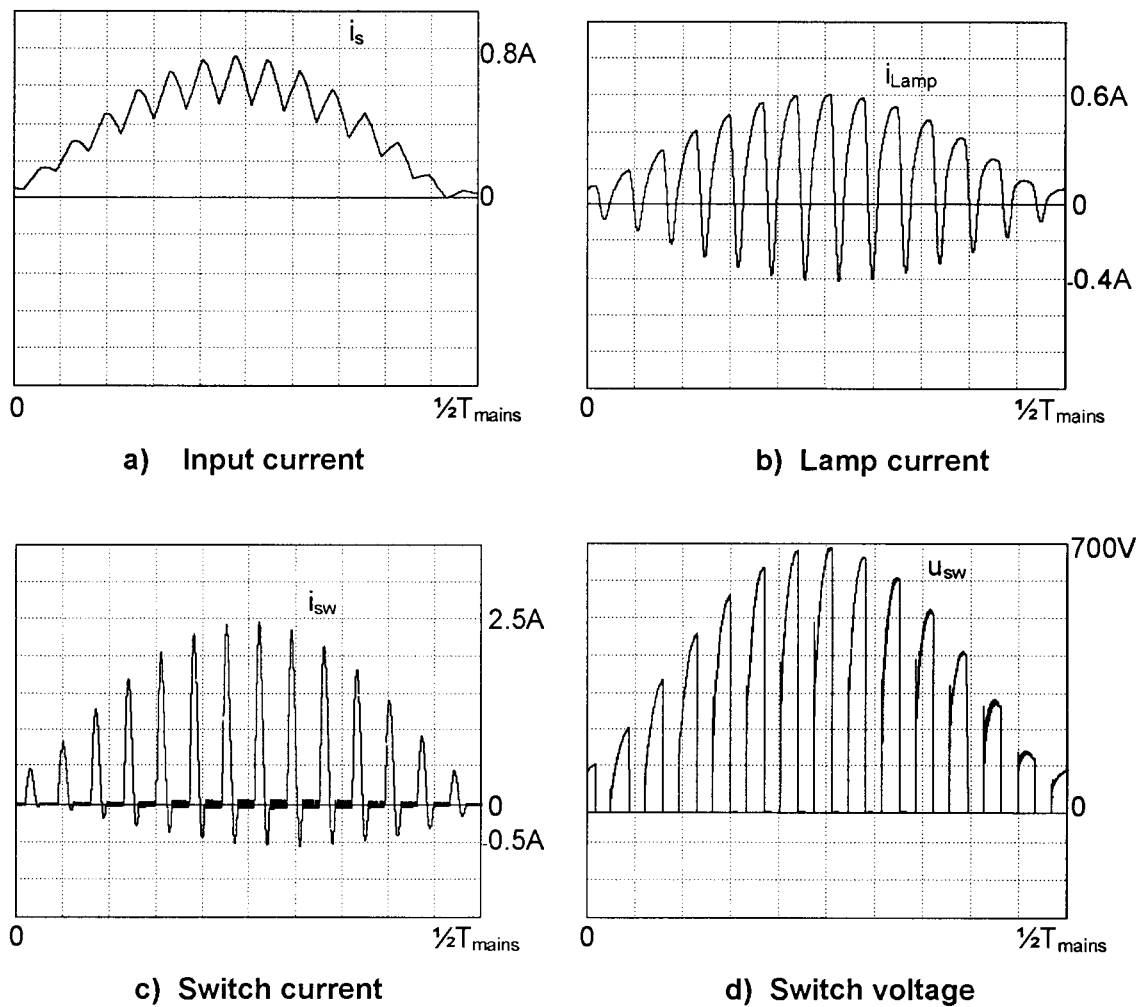 i_s
0.8A
0
0
½T_mains
a) Input current
i_Lamp
0.6A
0
-0.4A
0
½T_mains
b) Lamp current
i_sw
2.5A
0
-0.5A
0
½T_mains
c) Switch current
700V
u_sw
0
0
½T_mains
d) Switch voltage